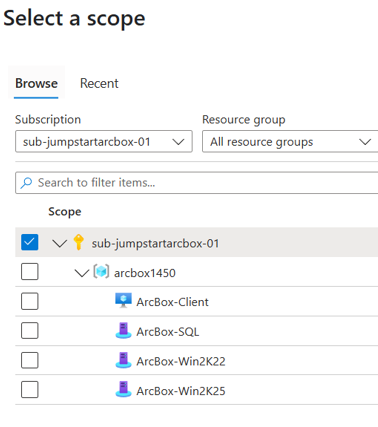 Select a scope
Browse Recent
Subscription Resource group
sub-jumpstartarcbox-01 All resource groups
Search to filter items...
Scope
sub-jumpstartarcbox-01
arcbox1450
ArcBox-Client
ArcBox-SQL
ArcBox-Win2K22
ArcBox-Win2K25